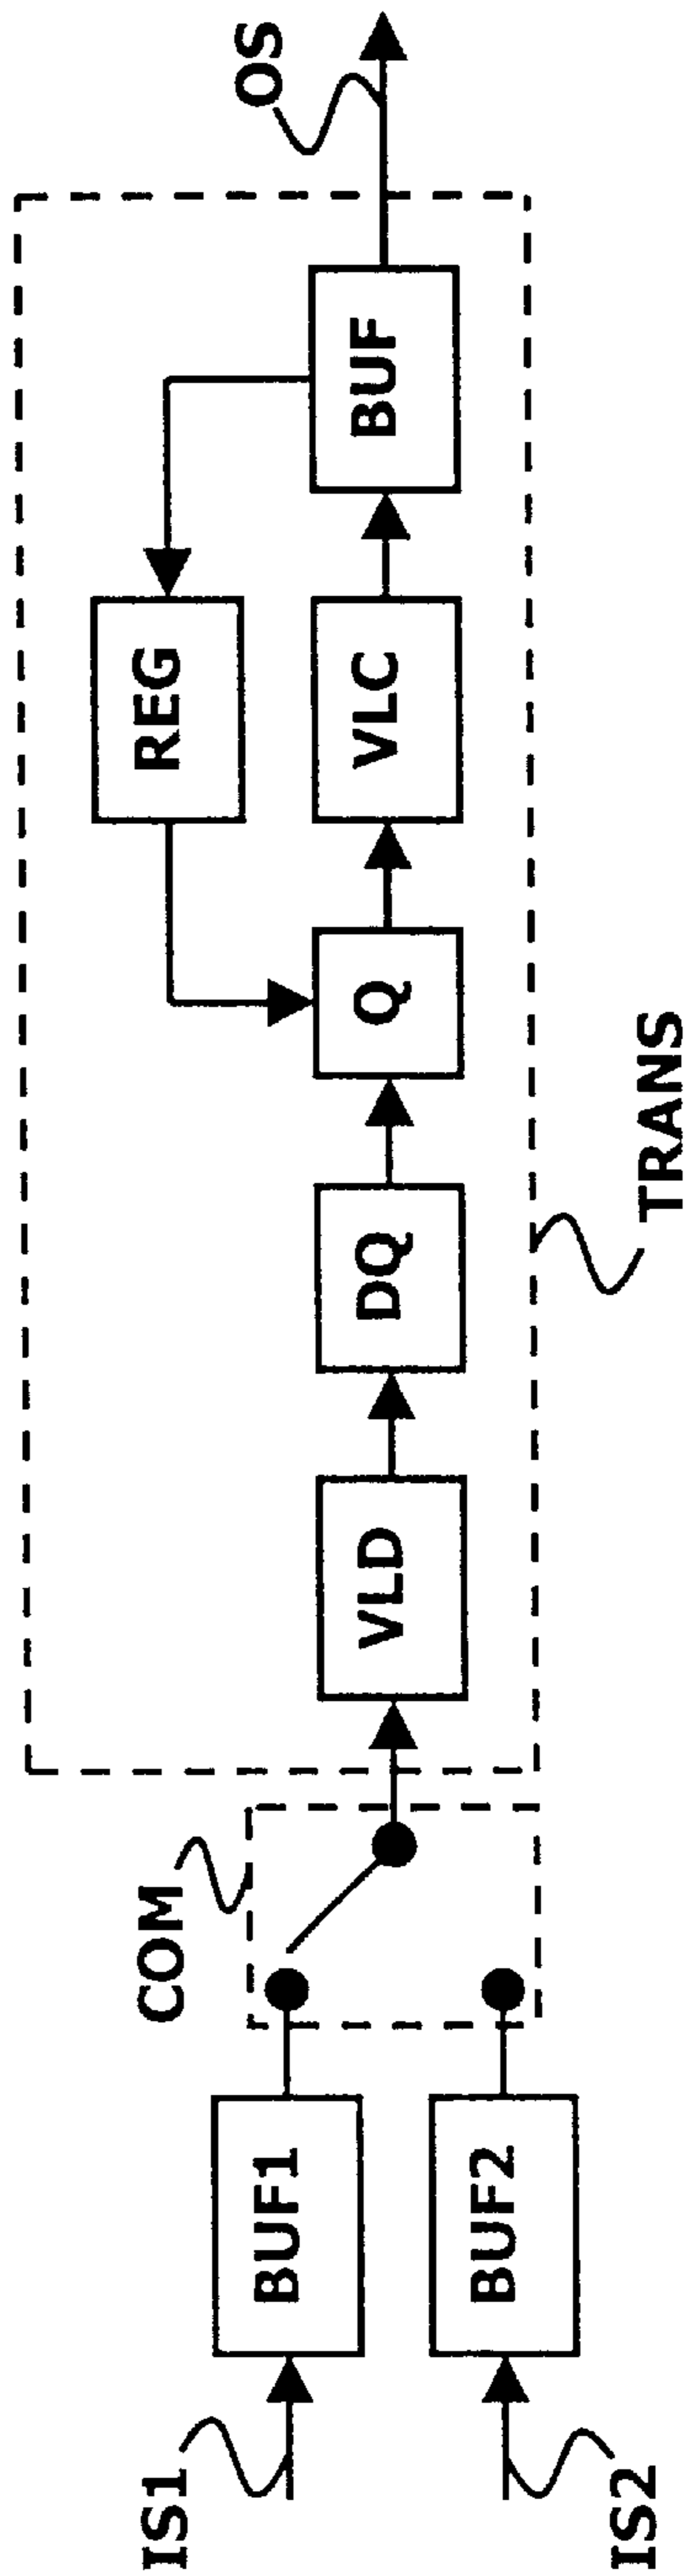 IS1
BUF1
IS2
BUF2
COM
VLD
DQ
Q
VLC
BUF
REG
TRANS
OS